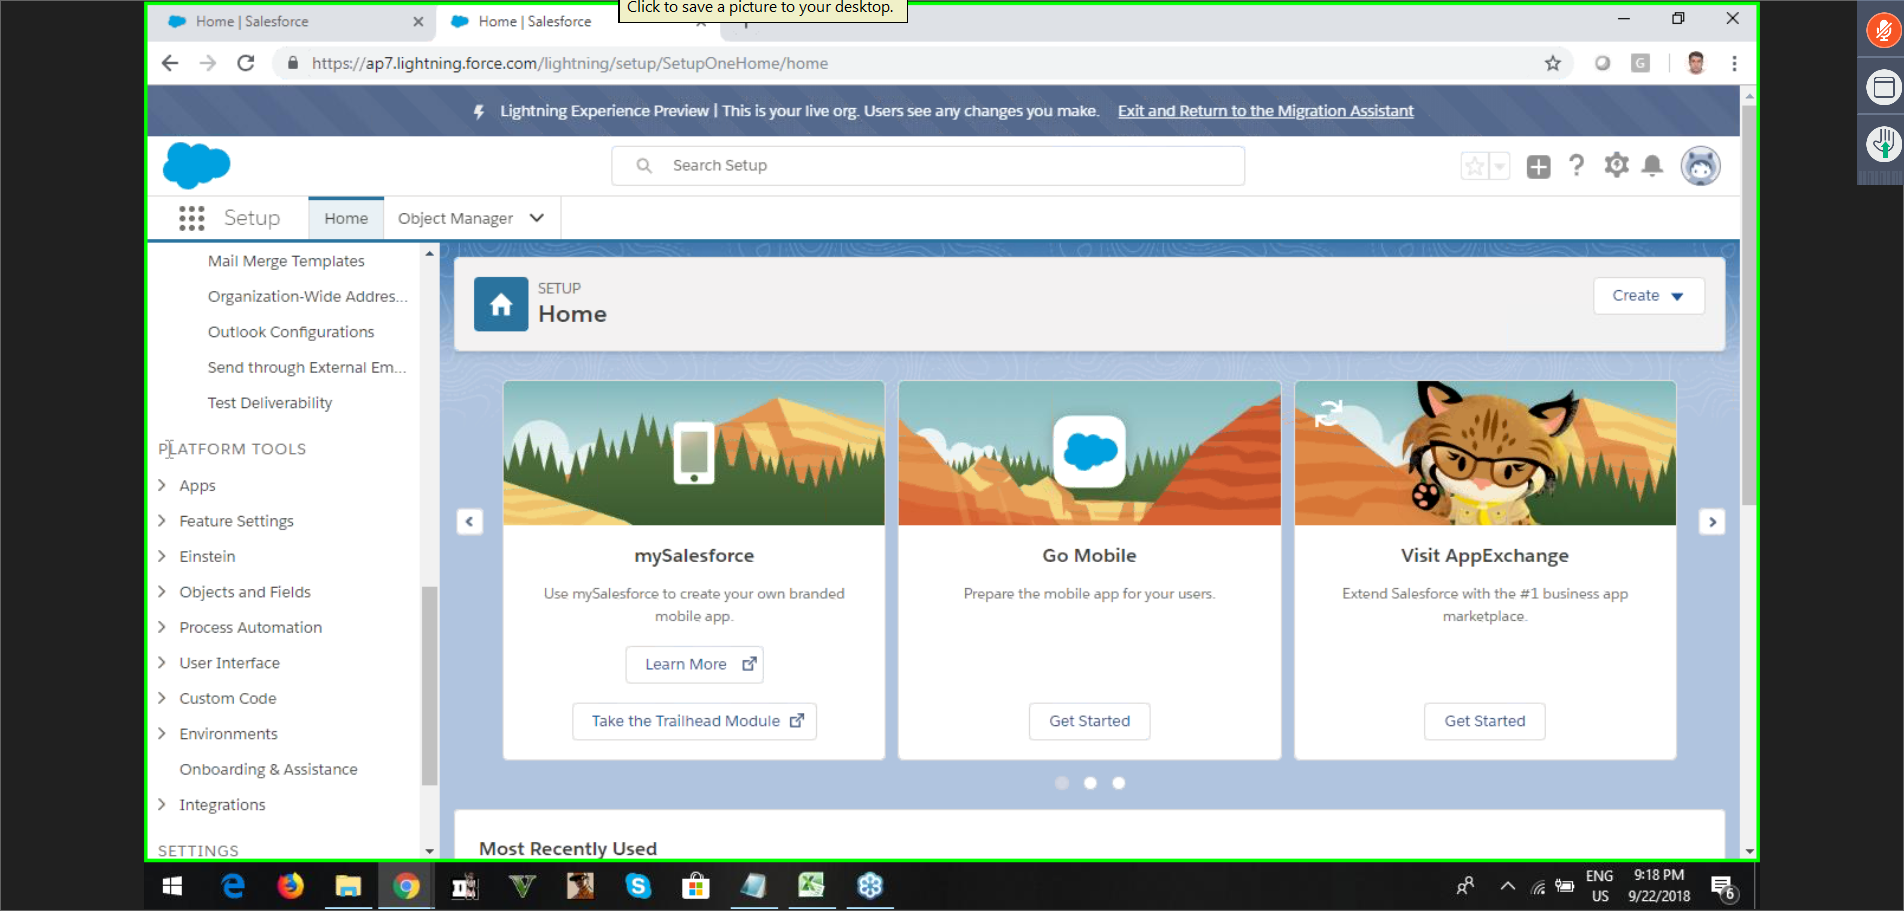 Click to save a picture to your desktop.
Home | Salesforce
Home | Salesforce
https://ap7.lightning.force.com/lightning/setup/SetupOneHome/home
G
Lightning Experience Preview | This is your live org. Users see any changes you make. Exit and Return to the Migration Assistant
Search Setup
Setup
Home
Object Manager
Mail Merge Templates
Organization-Wide Addres...
Outlook Configurations
Send through External Em...
Test Deliverability
PLATFORM TOOLS
Apps
Feature Settings
Einstein
Objects and Fields
Process Automation
User Interface
Custom Code
Environments
Onboarding & Assistance
Integrations
SETTINGS
SETUP
Home
Create
mySalesforce
Use mySalesforce to create your own branded
mobile app.
Learn More
Take the Trailhead Module
Go Mobile
Prepare the mobile app for your users.
Get Started
Visit AppExchange
Extend Salesforce with the #1 business app
marketplace.
Get Started
Most Recently Used
ENG
US
9:18 PM
9/22/2018
6